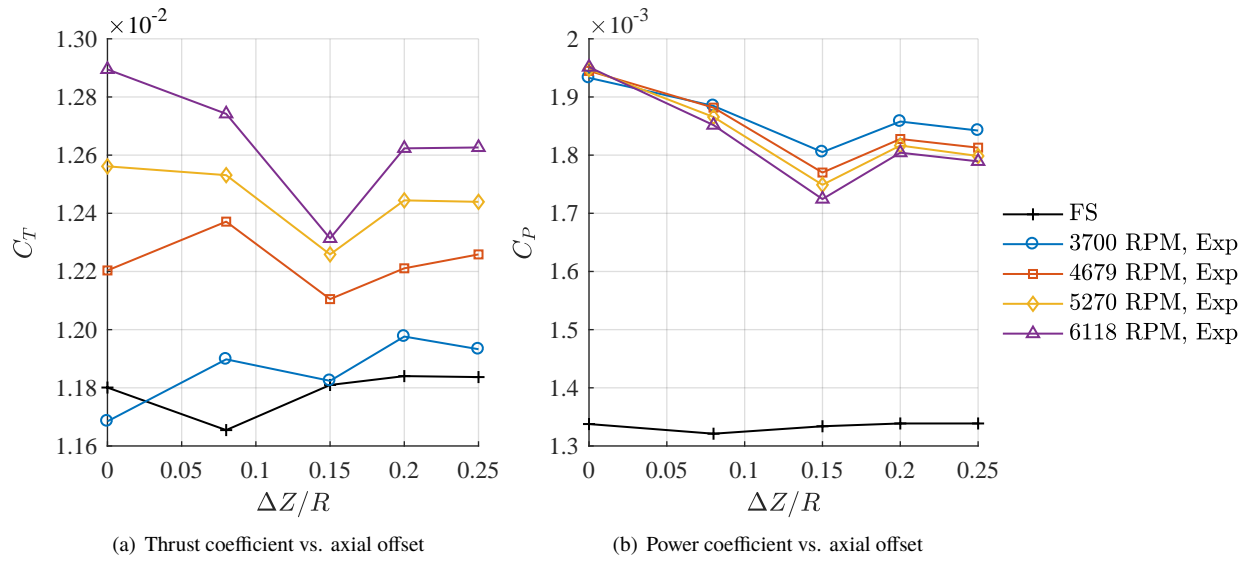 ×10⁻²
1.30
1.28
1.26
1.24
1.22
1.20
1.18
1.16
C_T
0 0.05 0.1 0.15 0.2 0.25
ΔZ/R
(a) Thrust coefficient vs. axial offset
×10⁻³
2
1.9
1.8
1.7
1.6
1.5
1.4
1.3
C_P
0 0.05 0.1 0.15 0.2 0.25
ΔZ/R
(b) Power coefficient vs. axial offset
FS
3700 RPM, Exp
4679 RPM, Exp
5270 RPM, Exp
6118 RPM, Exp